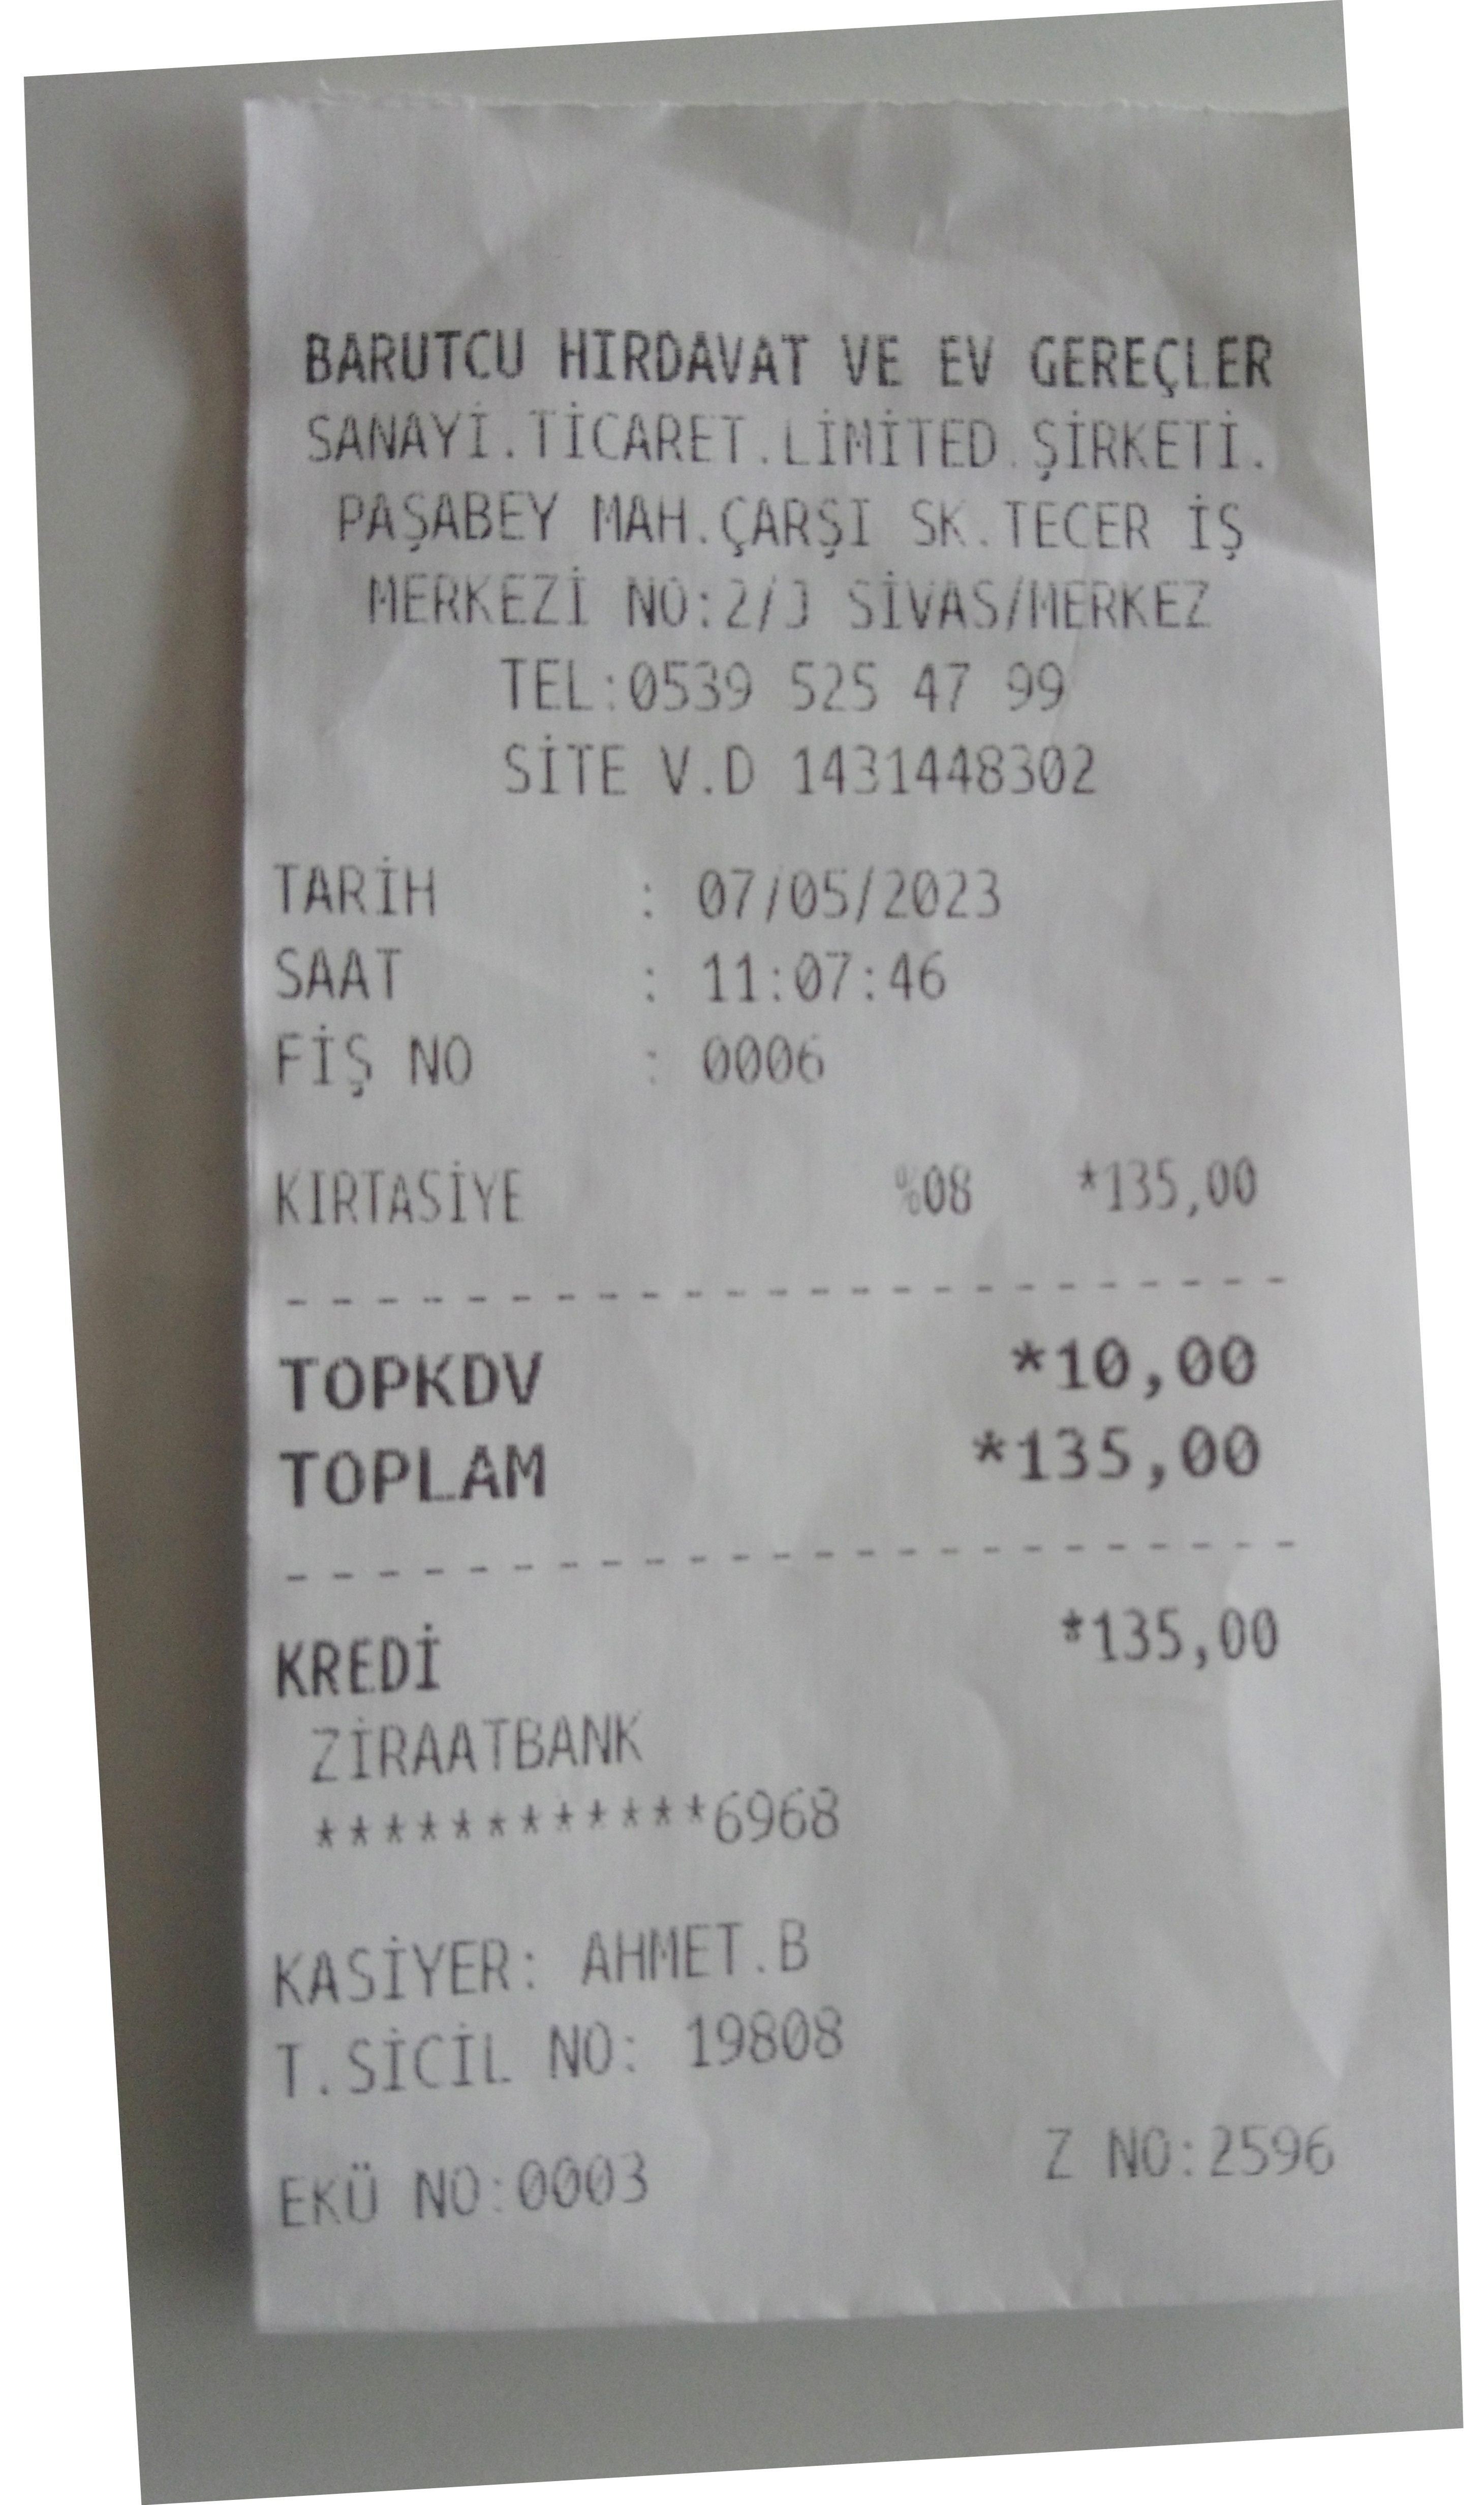 BARUTCU HIRDAVAT VE EV GEREÇLER
SANAYİ.TİCARET.LİMİTED.ŞİRKETİ.
PAŞABEY MAH.ÇARŞI SK.TECER İŞ
MERKEZİ NO:2/J SİVAS/MERKEZ
TEL:0539 525 47 99
SİTE V.D 1431448302
TARİH : 07/05/2023
SAAT : 11:07:46
FİŞ NO : 0006
KIRTASİYE %08 *135,00
- - - - - - - - - - - - - - - - - - - - - - -
TOPKDV *10,00
TOPLAM *135,00
- - - - - - - - - - - - - - - - - - - - - - -
KREDİ *135,00
ZİRAATBANK
************6968
KASİYER: AHMET.B
T.SİCİL NO: 19808
EKÜ NO:0003 Z NO:2596